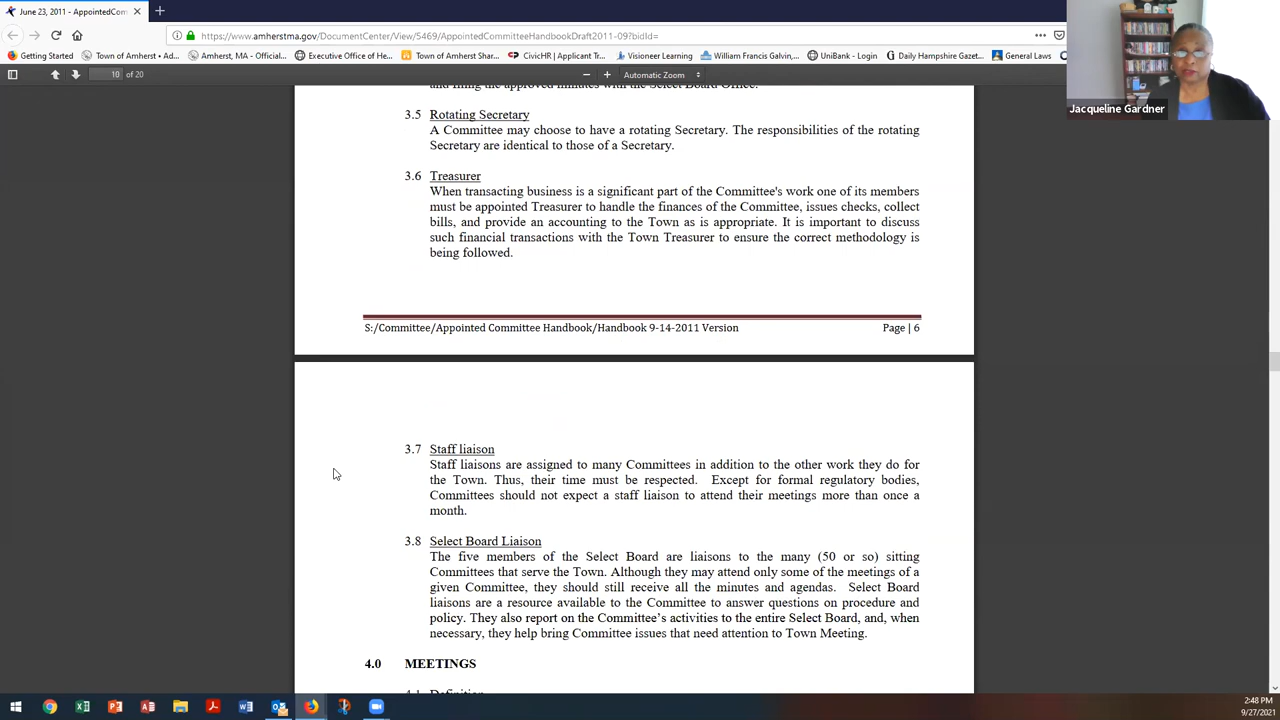 June 23, 2011 - AppointedCom
https://www.amherstma.gov/DocumentCenter/View/5469/AppointedCommitteeHandbookDraft2011-09?bidId=
Getting Started
Town of Amherst • Ad…
Amherst, MA - Official…
Executive Office of He…
Town of Amherst Shar…
CivicHR | Applicant Tr…
Visioneer Learning
William Francis Galvin,…
UniBank - Login
Daily Hampshire Gazet…
General Laws
10 of 20
Automatic Zoom
Jacqueline Gardner
and filing the approved minutes with the Select Board Office.
3.5 Rotating Secretary
A Committee may choose to have a rotating Secretary. The responsibilities of the rotating
Secretary are identical to those of a Secretary.
3.6 Treasurer
When transacting business is a significant part of the Committee's work one of its members
must be appointed Treasurer to handle the finances of the Committee, issues checks, collect
bills, and provide an accounting to the Town as is appropriate. It is important to discuss
such financial transactions with the Town Treasurer to ensure the correct methodology is
being followed.
S:/Committee/Appointed Committee Handbook/Handbook 9-14-2011 Version Page | 6
3.7 Staff liaison
Staff liaisons are assigned to many Committees in addition to the other work they do for
the Town. Thus, their time must be respected. Except for formal regulatory bodies,
Committees should not expect a staff liaison to attend their meetings more than once a
month.
3.8 Select Board Liaison
The five members of the Select Board are liaisons to the many (50 or so) sitting
Committees that serve the Town. Although they may attend only some of the meetings of a
given Committee, they should still receive all the minutes and agendas. Select Board
liaisons are a resource available to the Committee to answer questions on procedure and
policy. They also report on the Committee's activities to the entire Select Board, and, when
necessary, they help bring Committee issues that need attention to Town Meeting.
4.0 MEETINGS
4.1 Definition
2:48 PM
9/27/2021